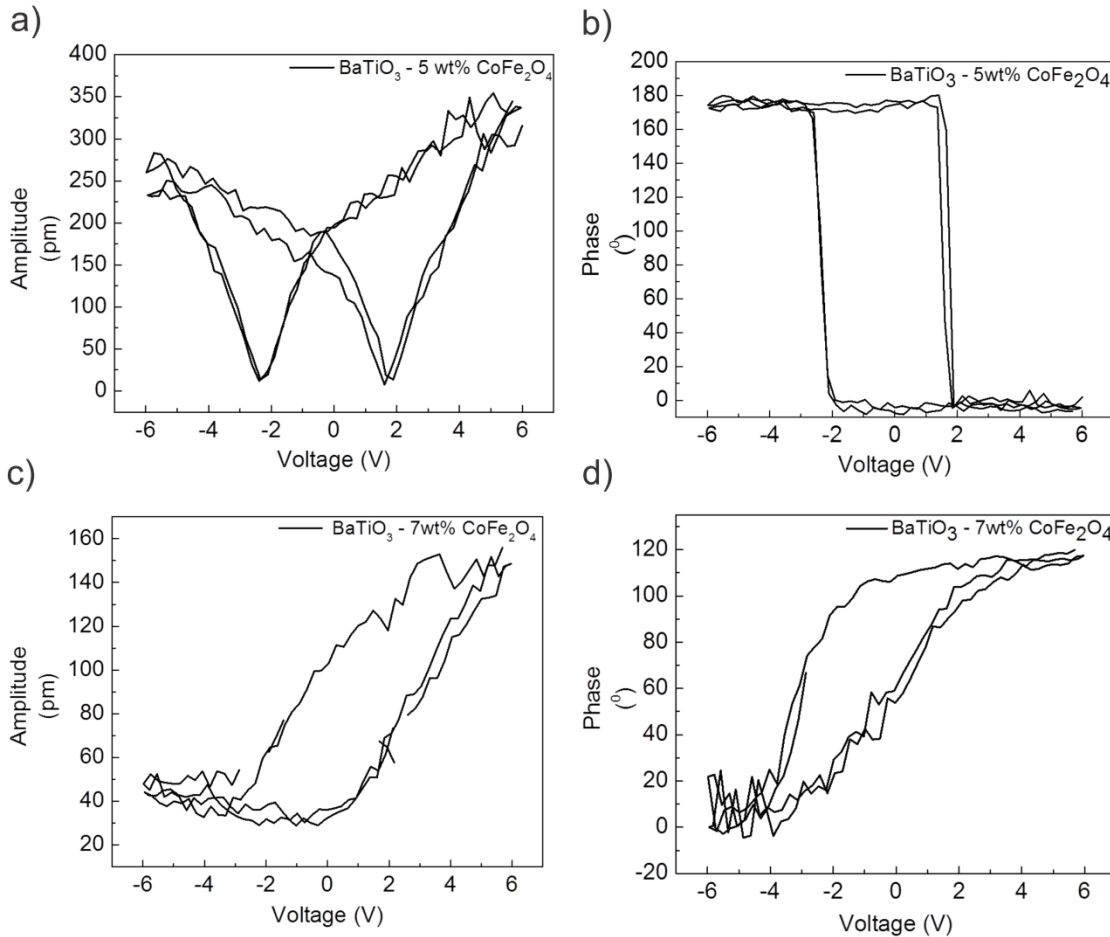 a)
BaTiO₃ - 5 wt% CoFe₂O₄
400
350
300
250
200
150
100
50
0
Amplitude
(pm)
-6 -4 -2 0 2 4 6
Voltage (V)
b)
BaTiO₃ - 5wt% CoFe₂O₄
200
180
160
140
120
100
80
60
40
20
0
Phase
(⁰)
-6 -4 -2 0 2 4 6
Voltage (V)
c)
BaTiO₃ - 7wt% CoFe₂O₄
160
140
120
100
80
60
40
20
Amplitude
(pm)
-6 -4 -2 0 2 4 6
Voltage (V)
d)
BaTiO₃ - 7wt% CoFe₂O₄
120
100
80
60
40
20
0
-20
Phase
(⁰)
-6 -4 -2 0 2 4 6
Voltage (V)